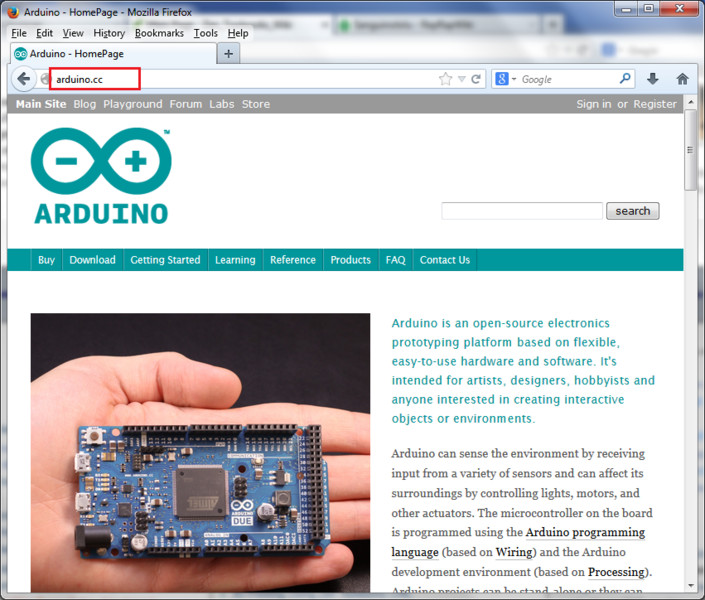 Arduino - HomePage - Mozilla Firefox
File Edit View History Bookmarks Tools Help
Arduino - HomePage
arduino.cc
Google
Main Site Blog Playground Forum Labs Store
Sign in or Register
ARDUINO
TM
search
Buy Download Getting Started Learning Reference Products FAQ Contact Us
Arduino is an open-source electronics
prototyping platform based on flexible,
easy-to-use hardware and software. It's
intended for artists, designers, hobbyists and
anyone interested in creating interactive
objects or environments.
ATMEL
ARDUINO
DUE
Arduino can sense the environment by receiving
input from a variety of sensors and can affect its
surroundings by controlling lights, motors, and
other actuators. The microcontroller on the board
is programmed using the Arduino programming
language (based on Wiring) and the Arduino
development environment (based on Processing).
Arduino projects can be stand-alone or they can